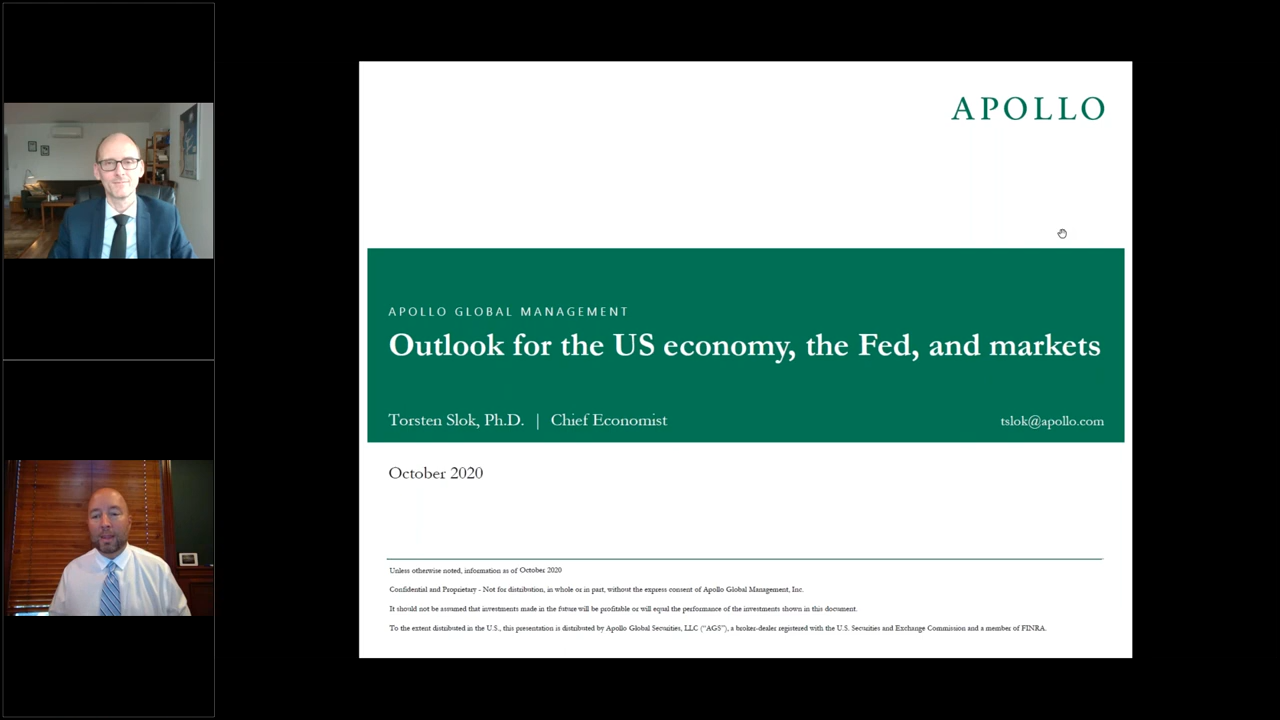 APOLLO
APOLLO GLOBAL MANAGEMENT
Outlook for the US economy, the Fed, and markets
Torsten Slok, Ph.D. | Chief Economist
tslok@apollo.com
October 2020
Unless otherwise noted, information as of October 2020
Confidential and Proprietary - Not for distribution, in whole or in part, without the express consent of Apollo Global Management, Inc.
It should not be assumed that investments made in the future will be profitable or will equal the performance of the investments shown in this document.
To the extent distributed in the U.S., this presentation is distributed by Apollo Global Securities, LLC (“AGS”), a broker-dealer registered with the U.S. Securities and Exchange Commission and a member of FINRA.